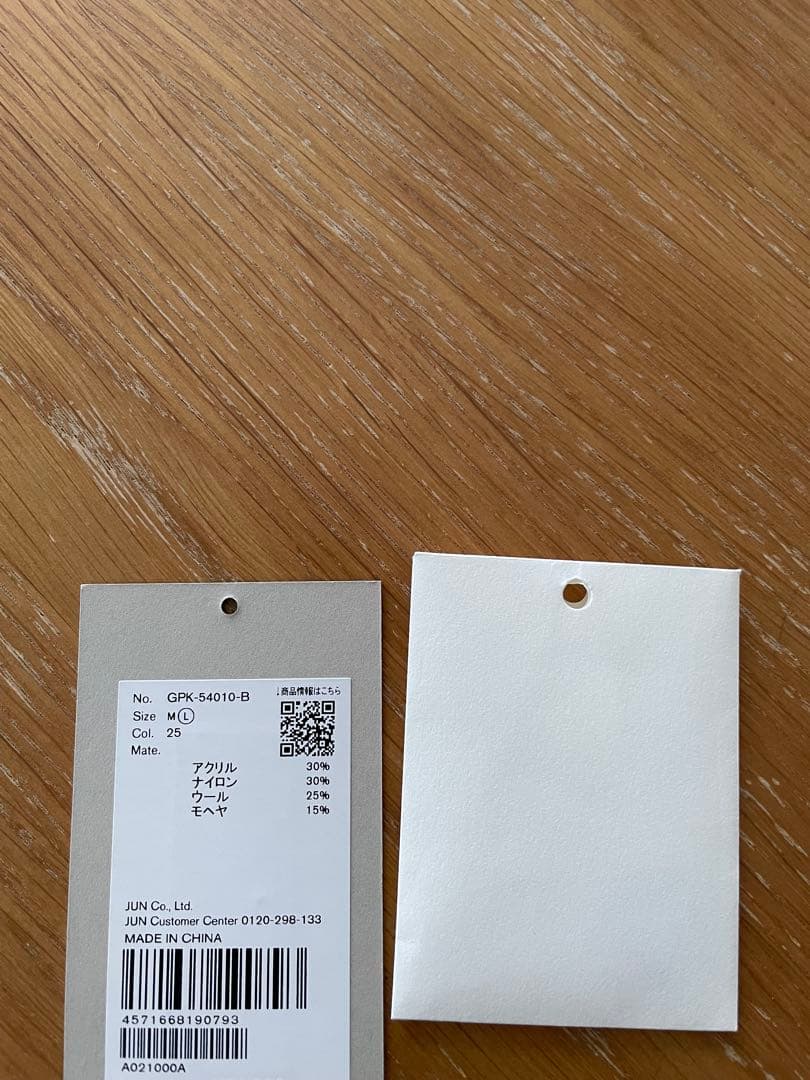 No. GPK-54010-B
↓商品情報はこちら
Size M Ⓛ
Col. 25
Mate.
アクリル 30%
ナイロン 30%
ウール 25%
モヘヤ 15%
JUN Co., Ltd.
JUN Customer Center 0120-298-133
MADE IN CHINA
4571668190793
A021000A